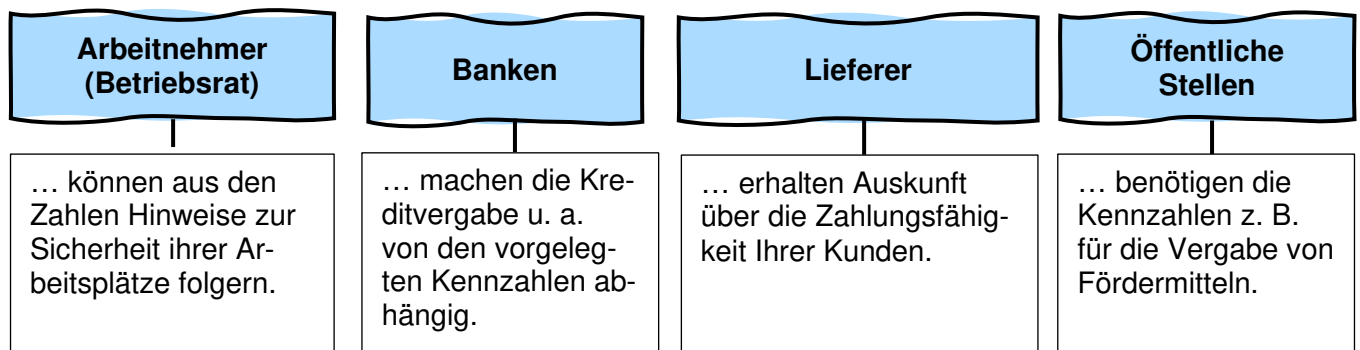 Arbeitnehmer
(Betriebsrat)
… können aus den
Zahlen Hinweise zur
Sicherheit ihrer Ar-
beitsplätze folgern.
Banken
… machen die Kre-
ditvergabe u. a.
von den vorgeleg-
ten Kennzahlen ab-
hängig.
Lieferer
… erhalten Auskunft
über die Zahlungsfähig-
keit Ihrer Kunden.
Öffentliche
Stellen
… benötigen die
Kennzahlen z. B.
für die Vergabe von
Fördermitteln.